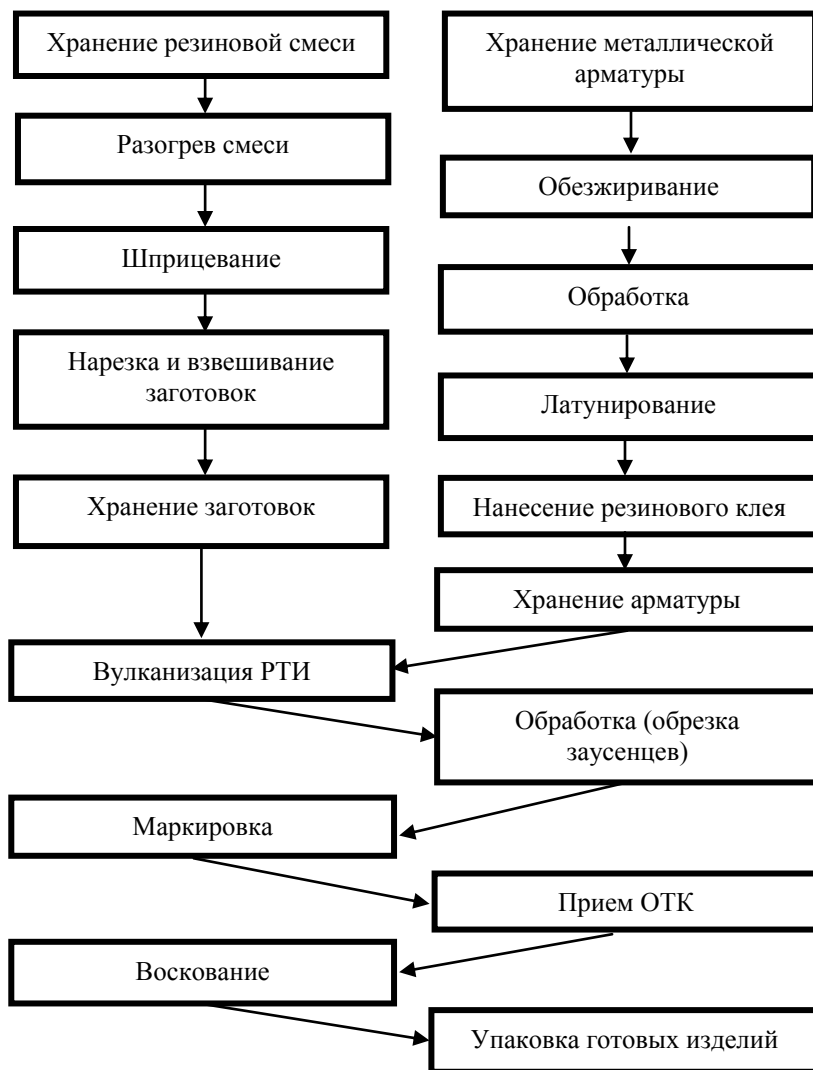 Хранение резиновой смеси
Разогрев смеси
Шприцевание
Нарезка и взвешивание
заготовок
Хранение заготовок
Хранение металлической
арматуры
Обезжиривание
Обработка
Латунирование
Нанесение резинового клея
Хранение арматуры
Вулканизация РТИ
Обработка (обрезка
заусенцев)
Маркировка
Прием ОТК
Воскование
Упаковка готовых изделий